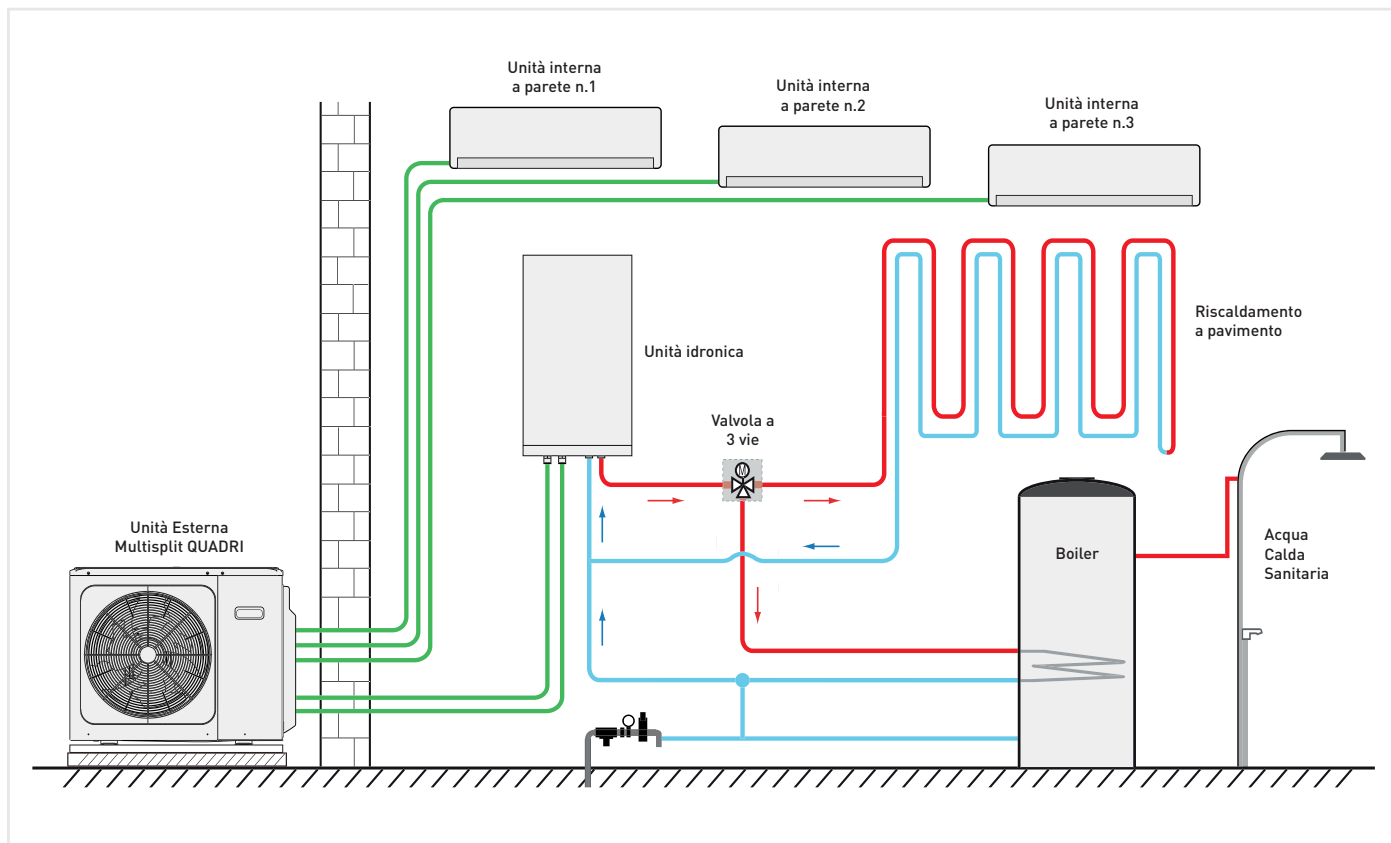 Unità interna
a parete n.1
Unità interna
a parete n.2
Unità interna
a parete n.3
Riscaldamento
a pavimento
Unità idronica
Valvola a
3 vie
M
Unità Esterna
Multisplit QUADRI
Boiler
Acqua
Calda
Sanitaria